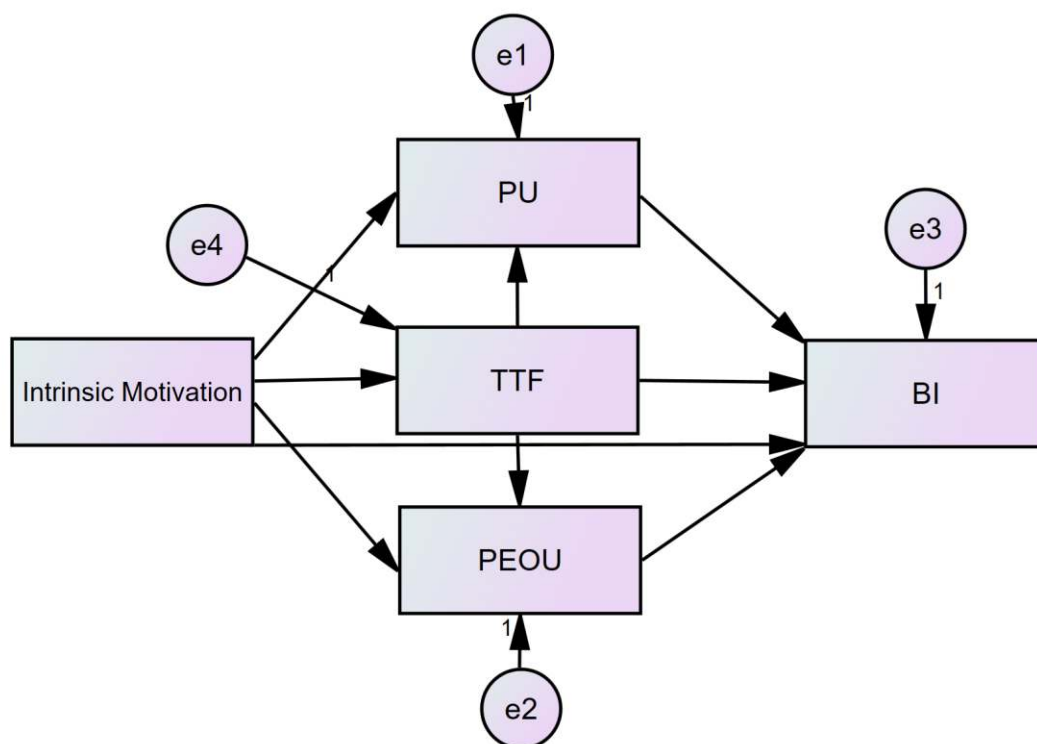 e1
1
PU
e4
1
e3
1
Intrinsic Motivation
TTF
BI
PEOU
1
e2